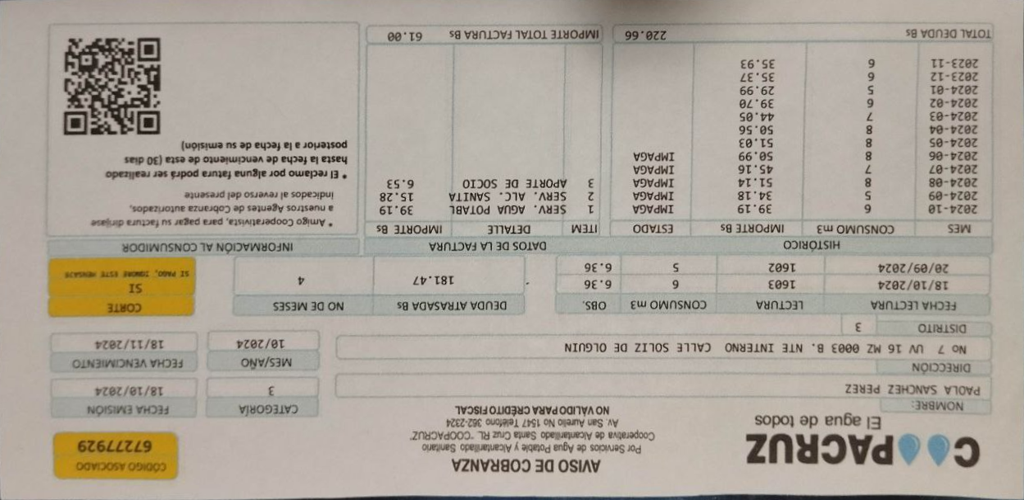 COOPACRUZ
El agua de todos
AVISO DE COBRANZA
Por Servicios de Agua Potable y Alcantarillado Sanitario
Cooperativa de Alcantarillado Santa Cruz RL. "COOPACRUZ"
Av. San Aurelio No 1547 Teléfono 362-2324
NO VÁLIDO PARA CRÉDITO FISCAL
CÓDIGO ASOCIADO
67277929
NOMBRE:
PAOLA SANCHEZ PEREZ
CATEGORÍA
3
FECHA EMISIÓN
18/10/2024
DIRECCIÓN
No 7 UV 16 MZ 0003 B. NTE INTERNO CALLE SOLIZ DE OLGUIN
MES/AÑO
10/2024
FECHA VENCIMIENTO
18/11/2024
DISTRITO
3
FECHA LECTURA LECTURA CONSUMO m3 OBS.
18/10/2024 1603 6 6.36
20/09/2024 1602 5 6.36
DEUDA ATRASADA Bs
181.47
NO DE MESES
4
CORTE
SI
SI PAGO, IGNORE ESTE MENSAJE
HISTÓRICO
MES CONSUMO m3 IMPORTE Bs ESTADO
2024-10 6 39.19 IMPAGA
2024-09 5 34.18 IMPAGA
2024-08 8 51.14 IMPAGA
2024-07 7 45.16 IMPAGA
2024-06 8 50.99 IMPAGA
2024-05 8 51.03
2024-04 8 50.56
2024-03 7 44.05
2024-02 6 39.70
2024-01 5 29.99
2023-12 6 35.37
2023-11 6 35.93
TOTAL DEUDA Bs 220.66
DATOS DE LA FACTURA
ITEM DETALLE IMPORTE Bs
1 SERV. AGUA POTABL 39.19
2 SERV. ALC. SANITA 15.28
3 APORTE DE SOCIO 6.53
IMPORTE TOTAL FACTURA Bs 61.00
INFORMACIÓN AL CONSUMIDOR
* Amigo Cooperativista, para pagar su factura diríjase
a nuestros Agentes de Cobranza autorizados,
indicados al reverso del presente
* El reclamo por alguna factura podrá ser realizado
hasta la fecha de vencimiento de esta (30 días
posterior a la fecha de su emisión)